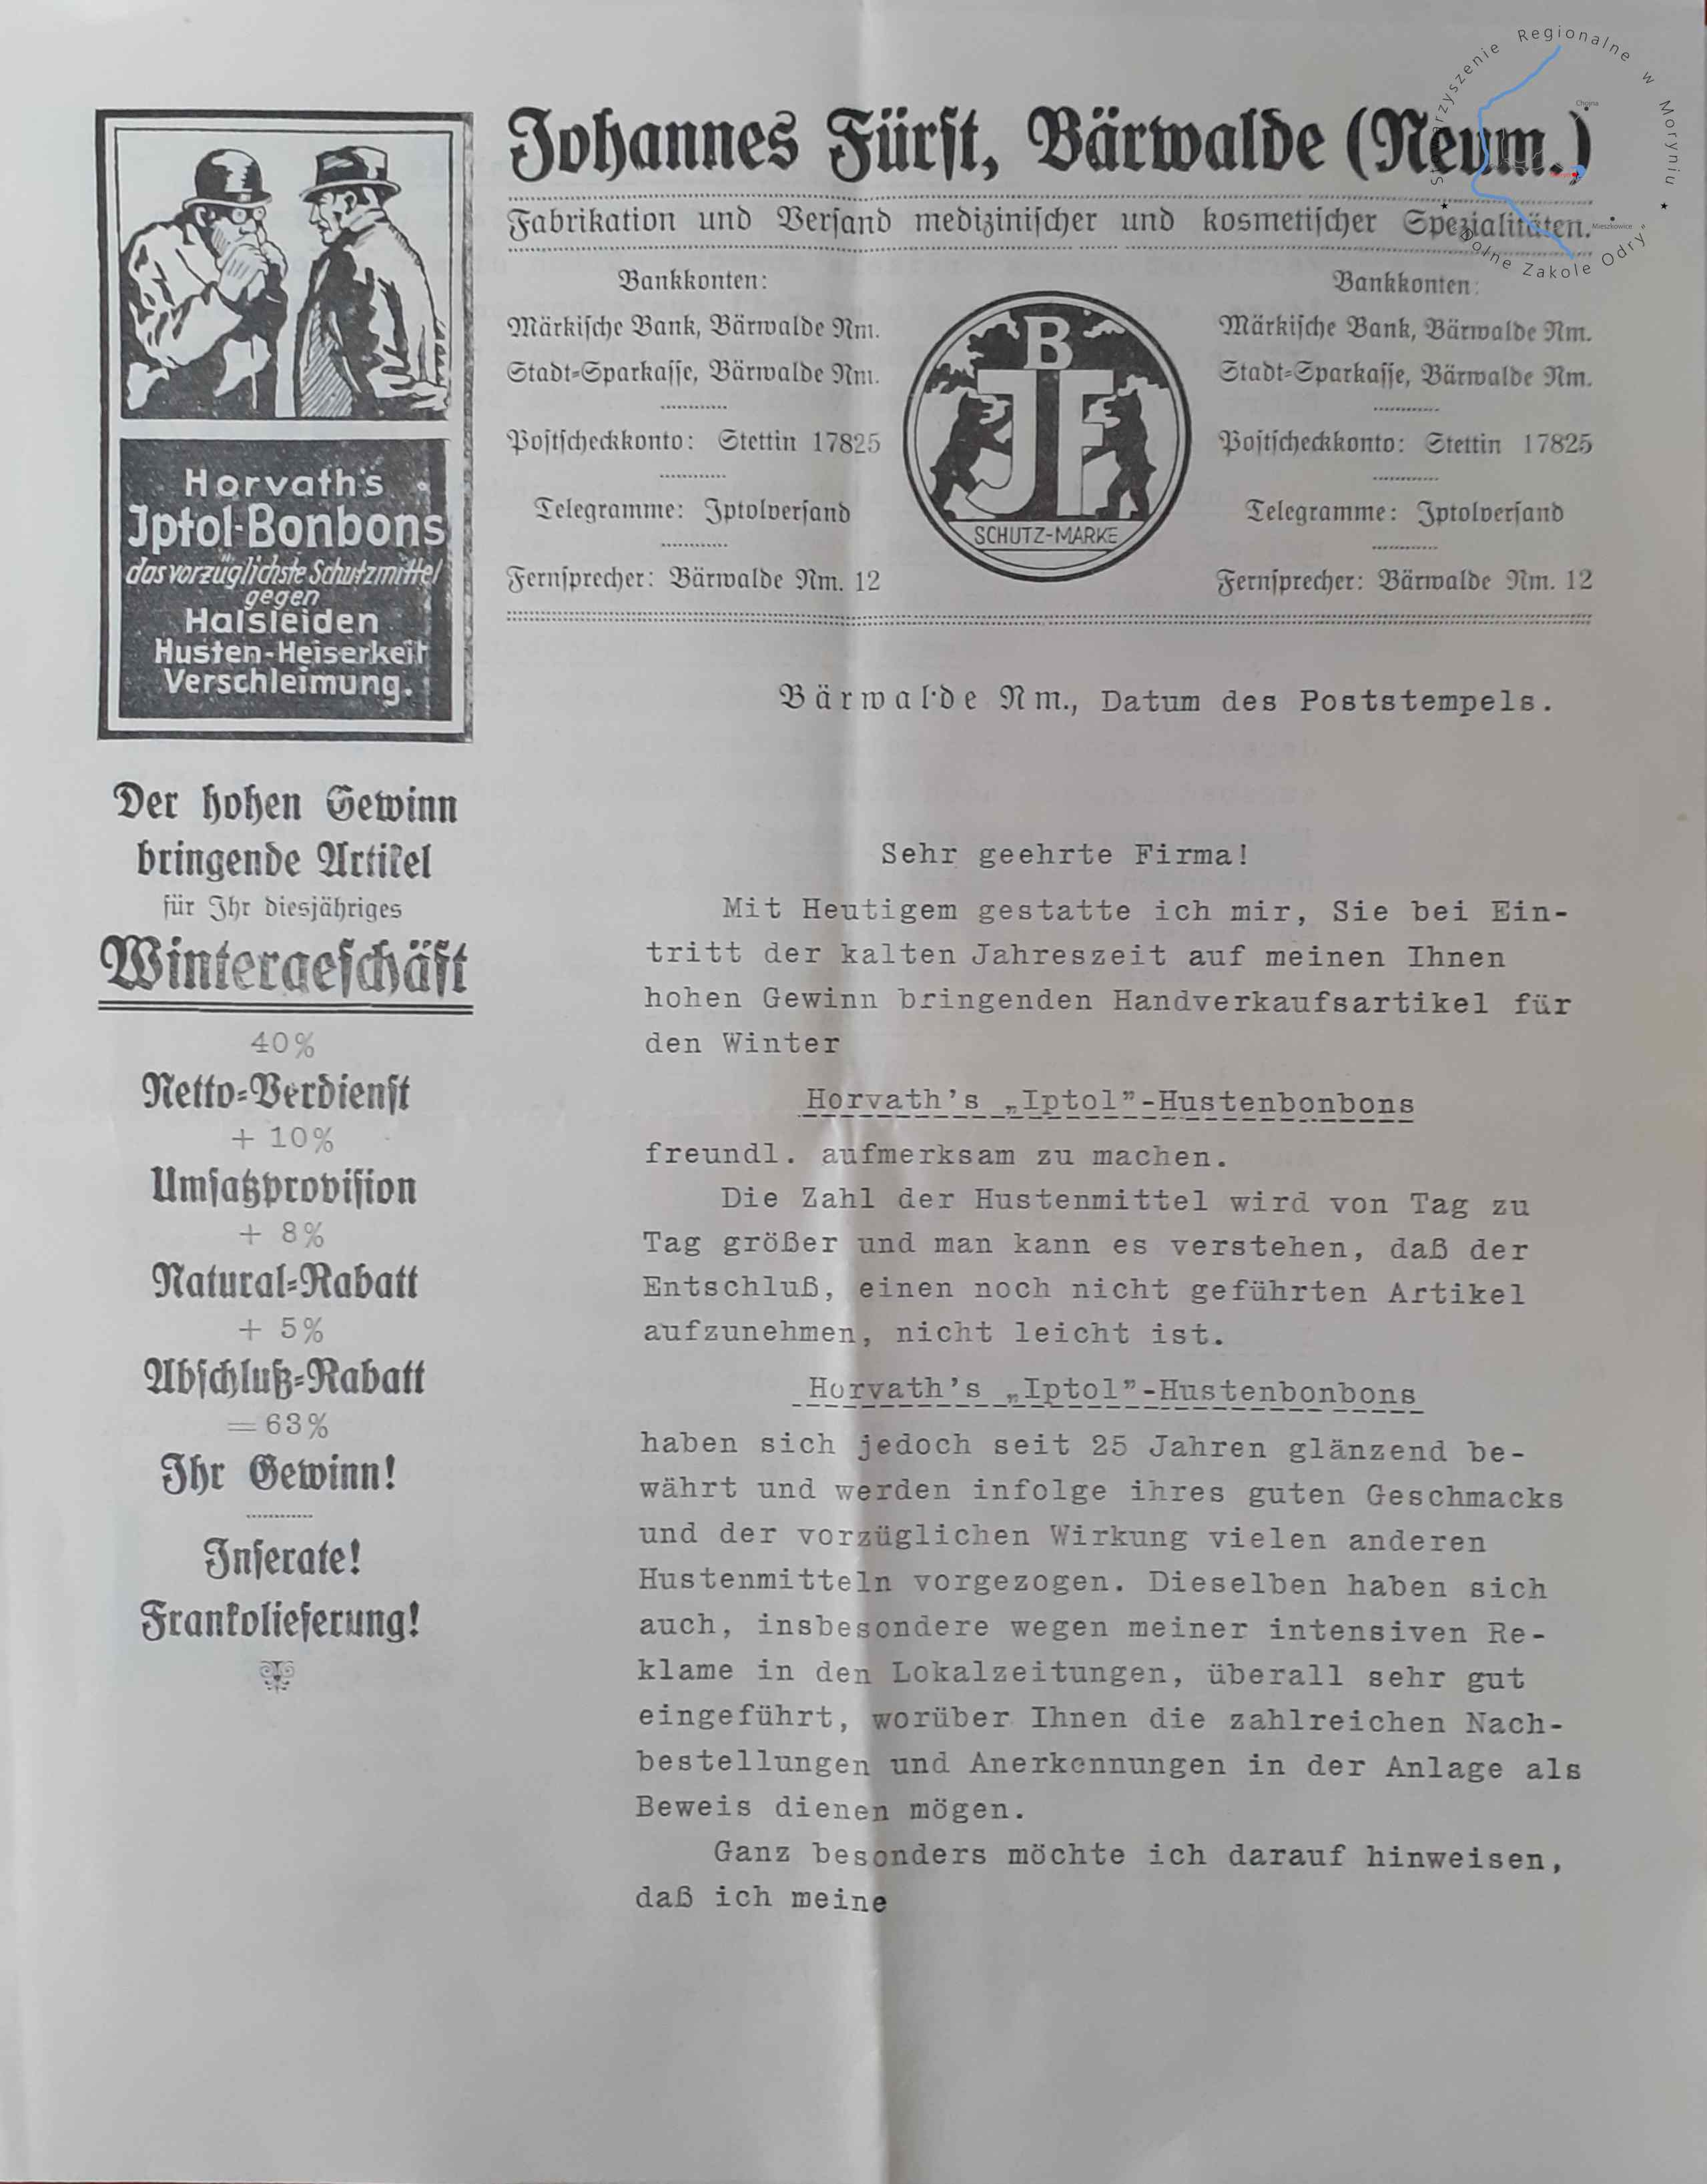 Johannes Fürst, Bärwalde (Neum.)
Fabrikation und Versand medizinischer und kosmetischer Spezialitäten.
Bankkonten:
Märkische Bank, Bärwalde Nm.
Stadt-Sparkasse, Bärwalde Nm.
Postscheckkonto: Stettin 17825
Telegramme: Iptolversand
Fernsprecher: Bärwalde Nm. 12
B
JF
SCHUTZ-MARKE
Bankkonten:
Märkische Bank, Bärwalde Nm.
Stadt-Sparkasse, Bärwalde Nm.
Postscheckkonto: Stettin 17825
Telegramme: Iptolversand
Fernsprecher: Bärwalde Nm. 12
Stowarzyszenie Regionalne w Moryniu
"Dolne Zakole Odry"
Chojna
Mieszkowice
Horvath's
Iptol-Bonbons
das vorzüglichste Schutzmittel
gegen
Halsleiden
Husten-Heiserkeit
Verschleimung.
Der hohen Gewinn
bringende Artikel
für Ihr diesjähriges
Wintergeschäft
40%
Netto-Verdienst
+ 10%
Umsatzprovision
+ 8%
Natural-Rabatt
+ 5%
Abschluß-Rabatt
= 63%
Ihr Gewinn!
Inserate!
Frankolieferung!
Bärwalde Nm., Datum des Poststempels.
Sehr geehrte Firma!
Mit Heutigem gestatte ich mir, Sie bei Ein-
tritt der kalten Jahreszeit auf meinen Ihnen
hohen Gewinn bringenden Handverkaufsartikel für
den Winter
Horvath's „Iptol”-Hustenbonbons
freundl. aufmerksam zu machen.
Die Zahl der Hustenmittel wird von Tag zu
Tag größer und man kann es verstehen, daß der
Entschluß, einen noch nicht geführten Artikel
aufzunehmen, nicht leicht ist.
Horvath's „Iptol”-Hustenbonbons
haben sich jedoch seit 25 Jahren glänzend be-
währt und werden infolge ihres guten Geschmacks
und der vorzüglichen Wirkung vielen anderen
Hustenmitteln vorgezogen. Dieselben haben sich
auch, insbesondere wegen meiner intensiven Re-
klame in den Lokalzeitungen, überall sehr gut
eingeführt, worüber Ihnen die zahlreichen Nach-
bestellungen und Anerkennungen in der Anlage als
Beweis dienen mögen.
Ganz besonders möchte ich darauf hinweisen,
daß ich meine